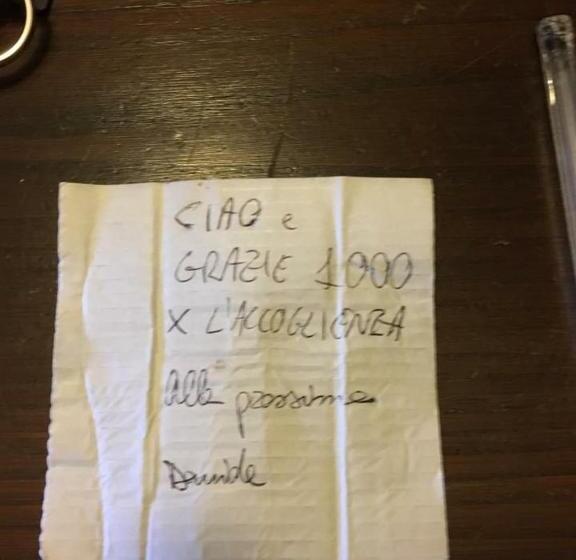 CIAO e
GRAZIE 1000
X L'ACCOGLIENZA
Alla prossima
Davide